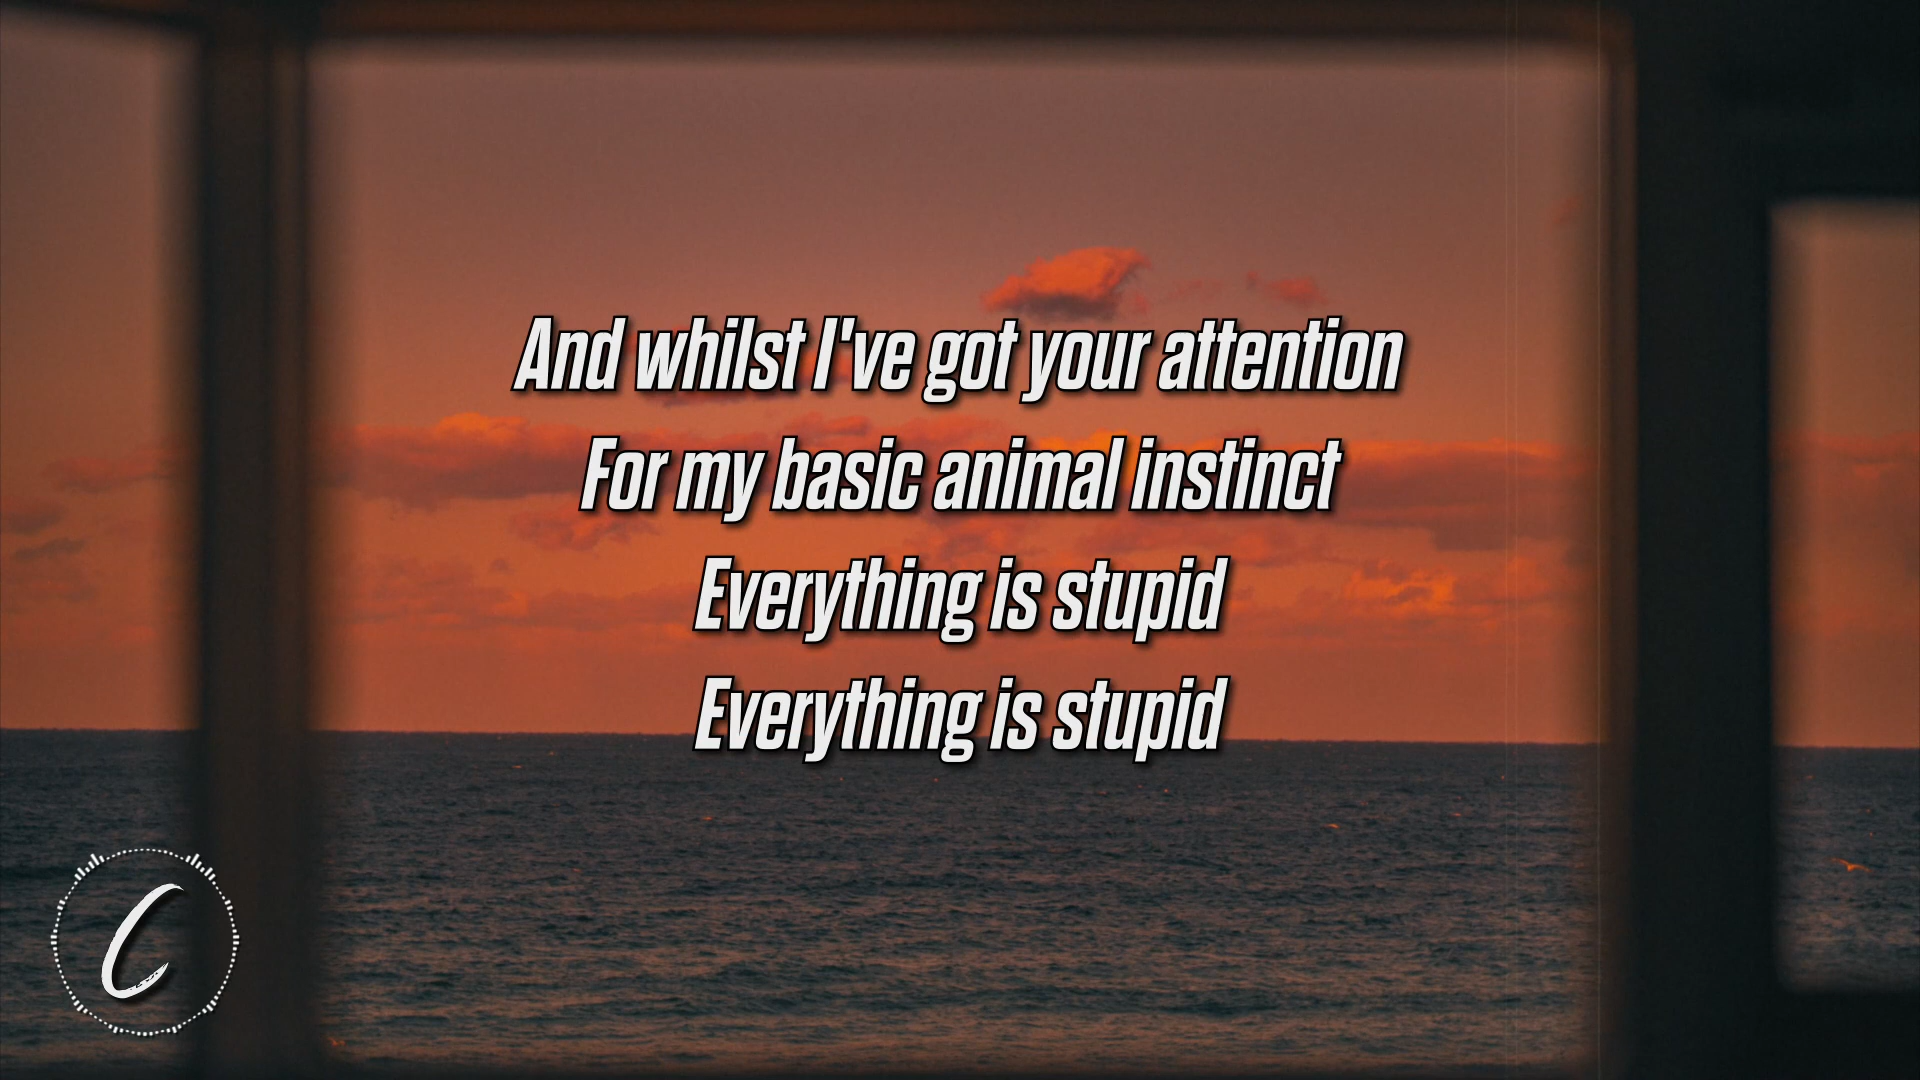 And whilst I've got your attention
For my basic animal instinct
Everything is stupid
Everything is stupid
C